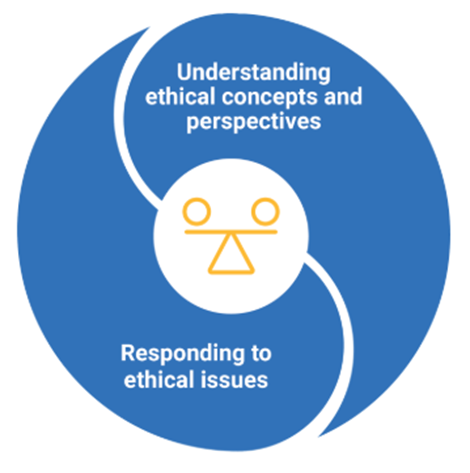 Understanding
ethical concepts and
perspectives
Responding to
ethical issues